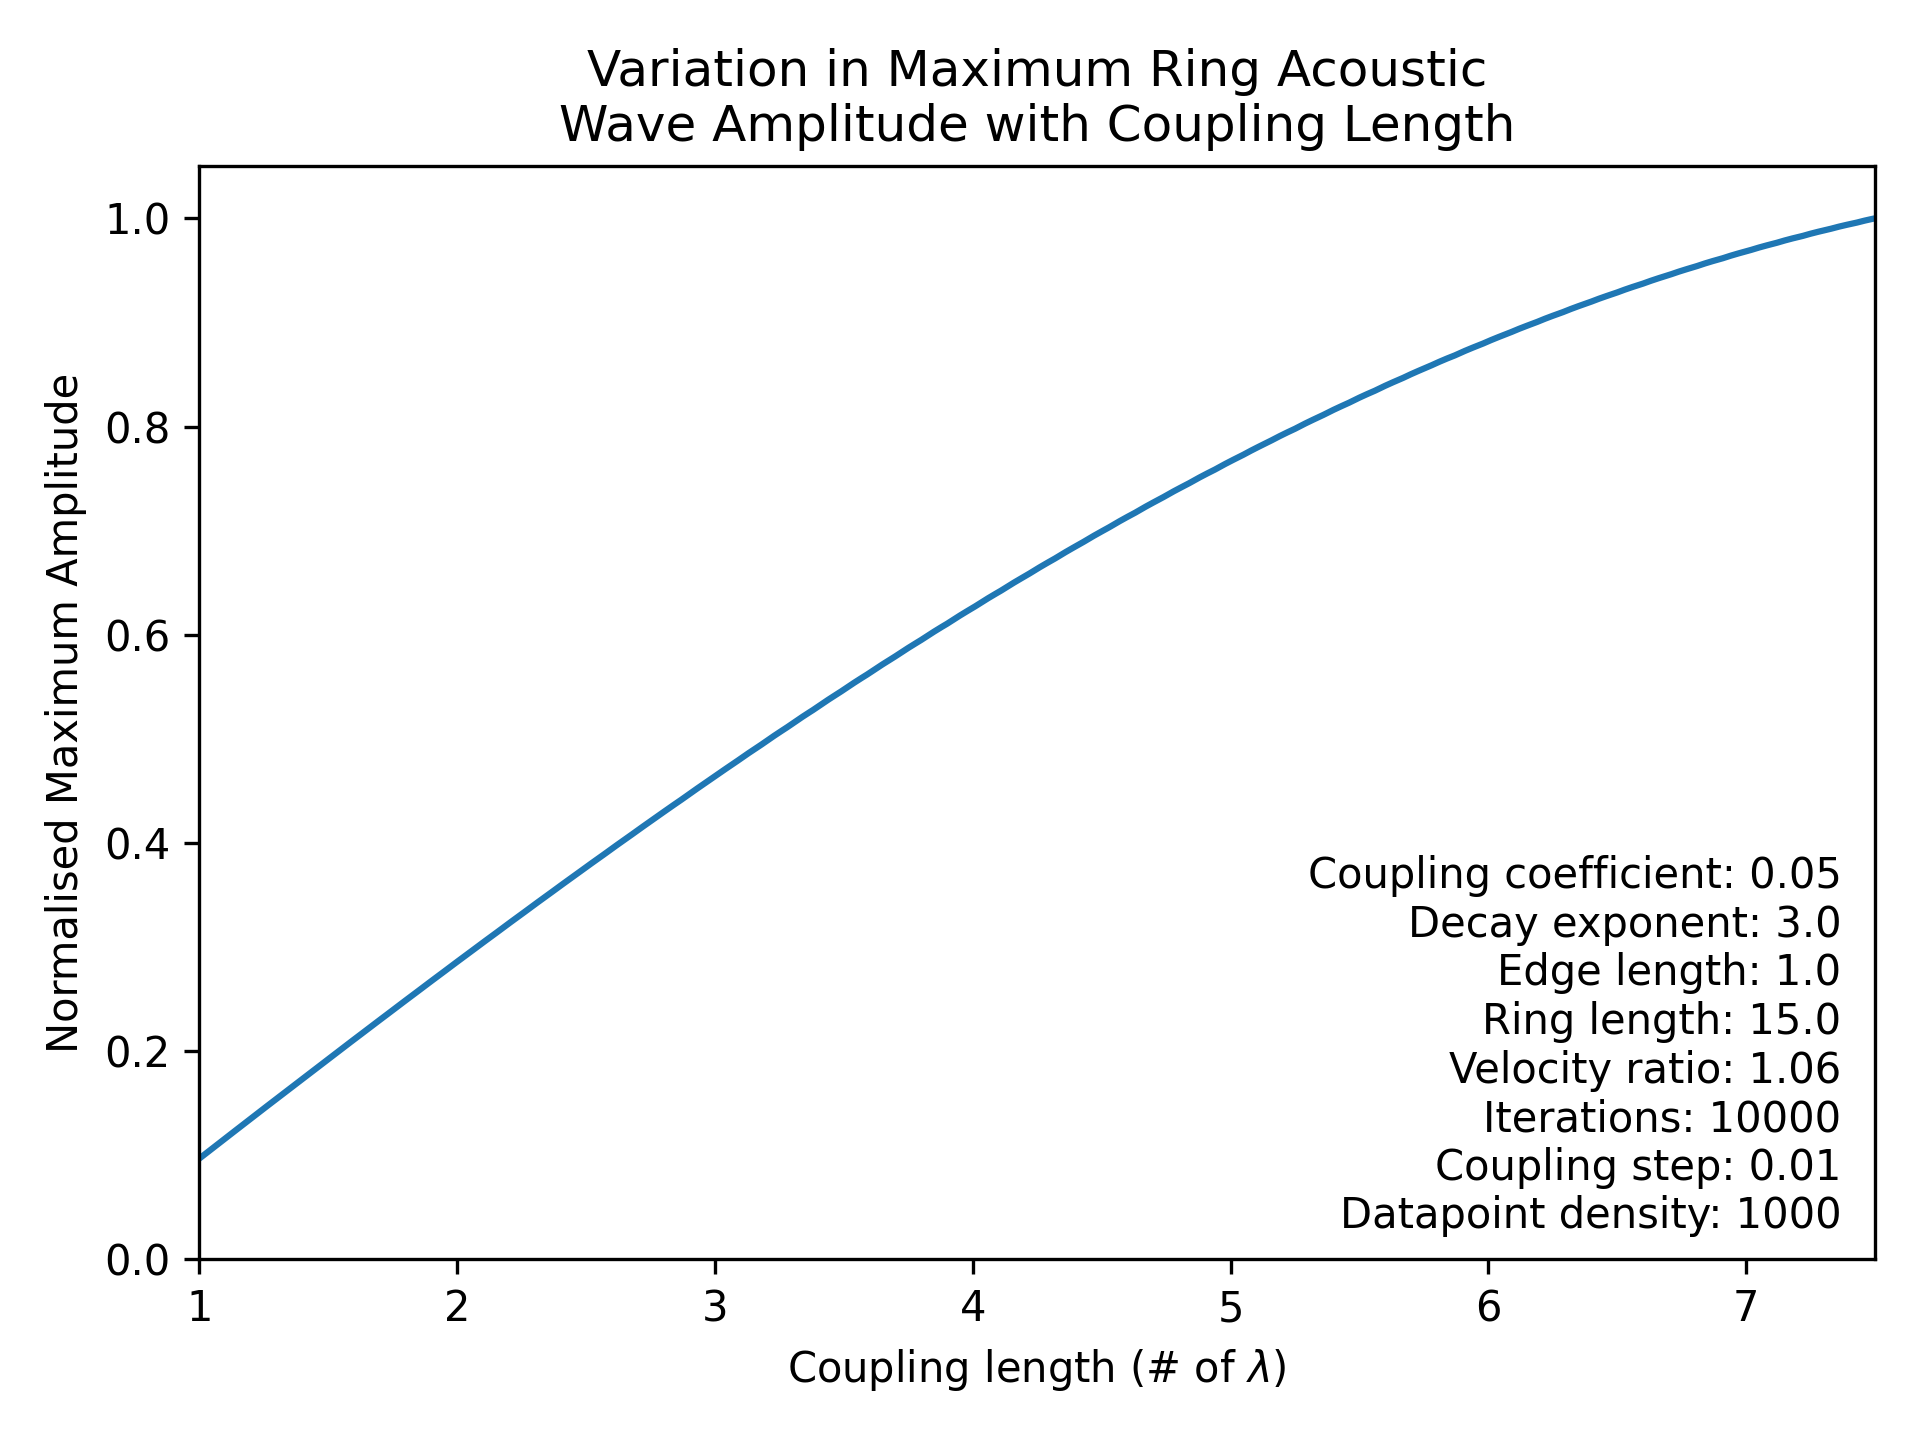 Variation in Maximum Ring Acoustic
Wave Amplitude with Coupling Length
Normalised Maximum Amplitude
1.0
0.8
0.6
0.4
0.2
0.0
Coupling coefficient: 0.05
Decay exponent: 3.0
Edge length: 1.0
Ring length: 15.0
Velocity ratio: 1.06
Iterations: 10000
Coupling step: 0.01
Datapoint density: 1000
1 2 3 4 5 6 7
Coupling length (# of λ)